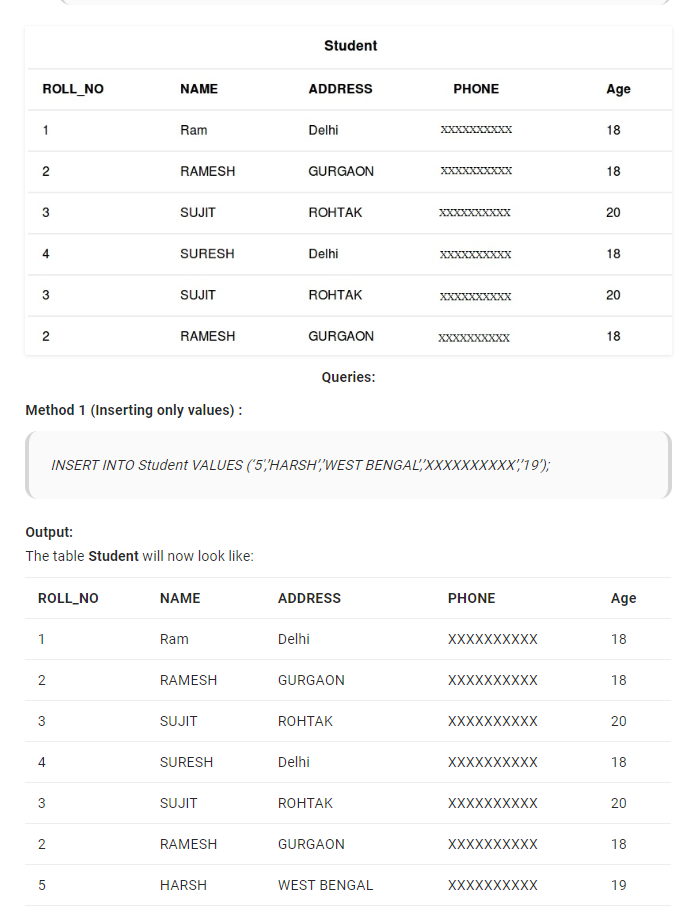 Student
ROLL_NO NAME ADDRESS PHONE Age
1 Ram Delhi XXXXXXXXXX 18
2 RAMESH GURGAON XXXXXXXXXX 18
3 SUJIT ROHTAK XXXXXXXXXX 20
4 SURESH Delhi XXXXXXXXXX 18
3 SUJIT ROHTAK XXXXXXXXXX 20
2 RAMESH GURGAON XXXXXXXXXX 18
Queries:
Method 1 (Inserting only values) :
INSERT INTO Student VALUES (‘5’,’HARSH’,’WEST BENGAL’,’XXXXXXXXXX’,’19’);
Output:
The table Student will now look like:
ROLL_NO NAME ADDRESS PHONE Age
1 Ram Delhi XXXXXXXXXX 18
2 RAMESH GURGAON XXXXXXXXXX 18
3 SUJIT ROHTAK XXXXXXXXXX 20
4 SURESH Delhi XXXXXXXXXX 18
3 SUJIT ROHTAK XXXXXXXXXX 20
2 RAMESH GURGAON XXXXXXXXXX 18
5 HARSH WEST BENGAL XXXXXXXXXX 19